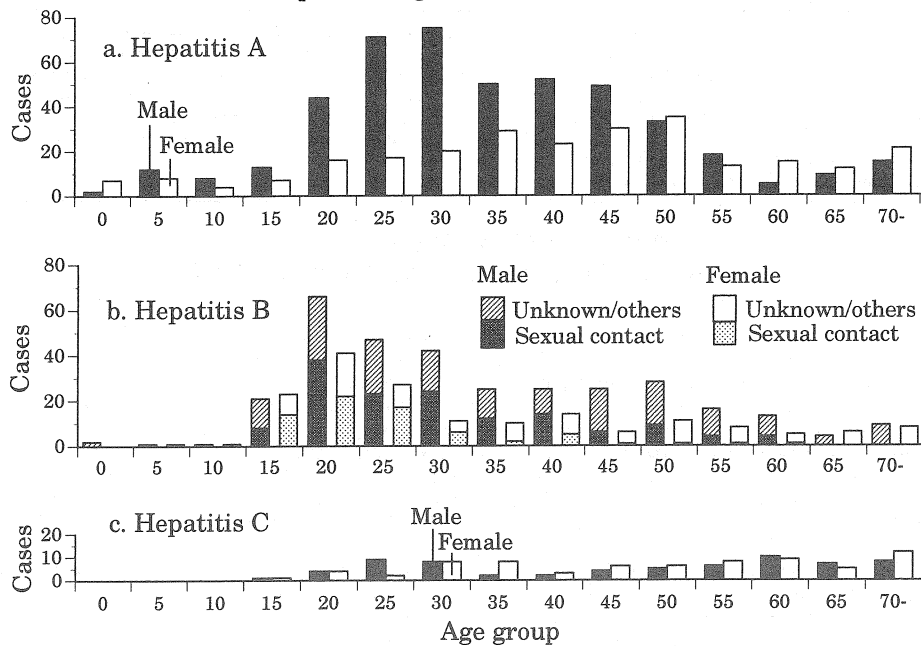 80
a. Hepatitis A
60
Cases
40
Male
Female
20
0
0 5 10 15 20 25 30 35 40 45 50 55 60 65 70-
80
Male Female
b. Hepatitis B
60
Unknown/others Unknown/others
Sexual contact Sexual contact
Cases
40
20
0
0 5 10 15 20 25 30 35 40 45 50 55 60 65 70-
c. Hepatitis C
Male
Female
Cases
20
10
0
0 5 10 15 20 25 30 35 40 45 50 55 60 65 70-
Age group